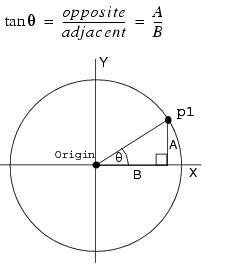 tanθ = opposite/adjacent = A/B
Y
p1
A
Origin
θ
B
X